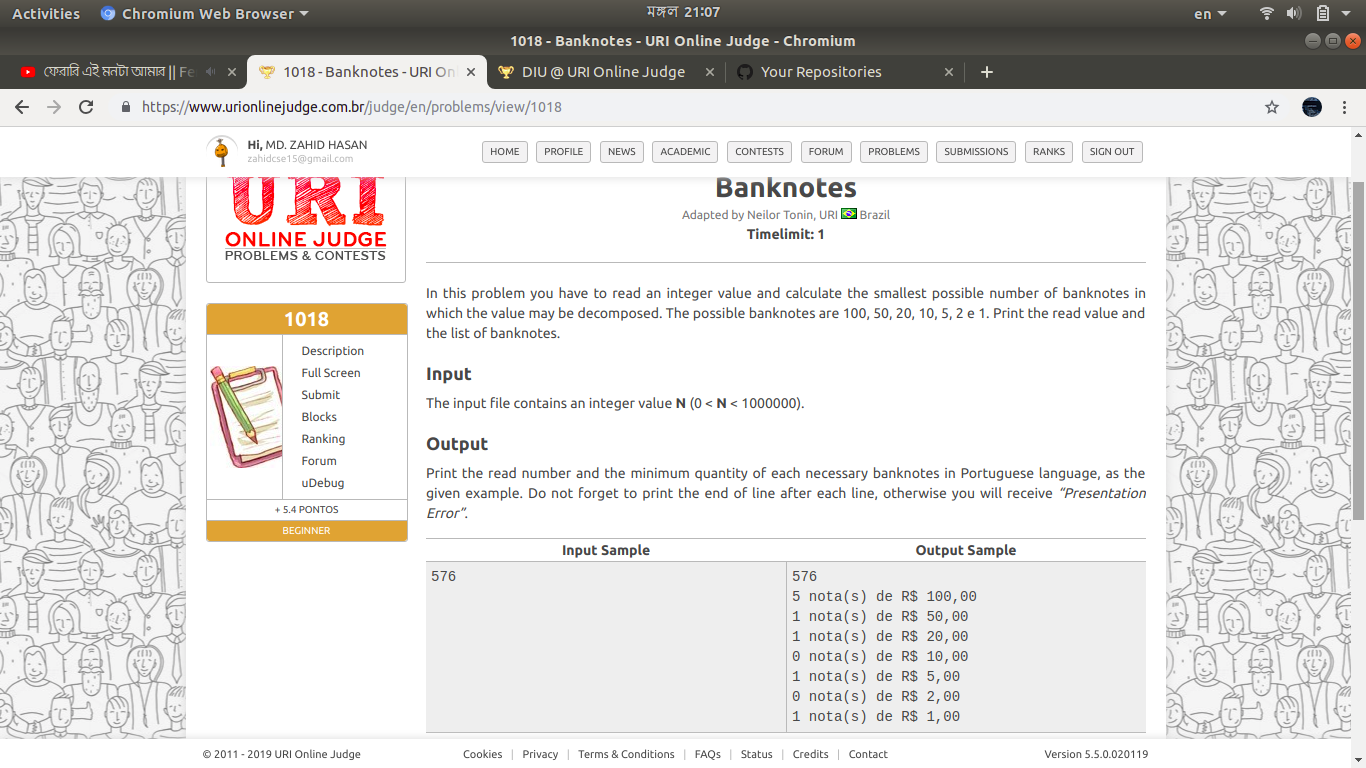 Activities
Chromium Web Browser
মঙ্গল 21:07
en
1018 - Banknotes - URI Online Judge - Chromium
ফেরারি এই মনটা আমার || Fe
1018 - Banknotes - URI On
DIU @ URI Online Judge
Your Repositories
https://www.urionlinejudge.com.br/judge/en/problems/view/1018
Hi, MD. ZAHID HASAN
zahidcse15@gmail.com
HOME PROFILE NEWS ACADEMIC CONTESTS FORUM PROBLEMS SUBMISSIONS RANKS SIGN OUT
URI
ONLINE JUDGE
PROBLEMS & CONTESTS
1018
Description
Full Screen
Submit
Blocks
Ranking
Forum
uDebug
+ 5.4 PONTOS
BEGINNER
Banknotes
Adapted by Neilor Tonin, URI Brazil
Timelimit: 1
In this problem you have to read an integer value and calculate the smallest possible number of banknotes in
which the value may be decomposed. The possible banknotes are 100, 50, 20, 10, 5, 2 e 1. Print the read value and
the list of banknotes.
Input
The input file contains an integer value N (0 < N < 1000000).
Output
Print the read number and the minimum quantity of each necessary banknotes in Portuguese language, as the
given example. Do not forget to print the end of line after each line, otherwise you will receive “Presentation
Error”.
Input Sample
Output Sample
576
576
5 nota(s) de R$ 100,00
1 nota(s) de R$ 50,00
1 nota(s) de R$ 20,00
0 nota(s) de R$ 10,00
1 nota(s) de R$ 5,00
0 nota(s) de R$ 2,00
1 nota(s) de R$ 1,00
© 2011 - 2019 URI Online Judge
Cookies | Privacy | Terms & Conditions | FAQs | Status | Credits | Contact
Version 5.5.0.020119